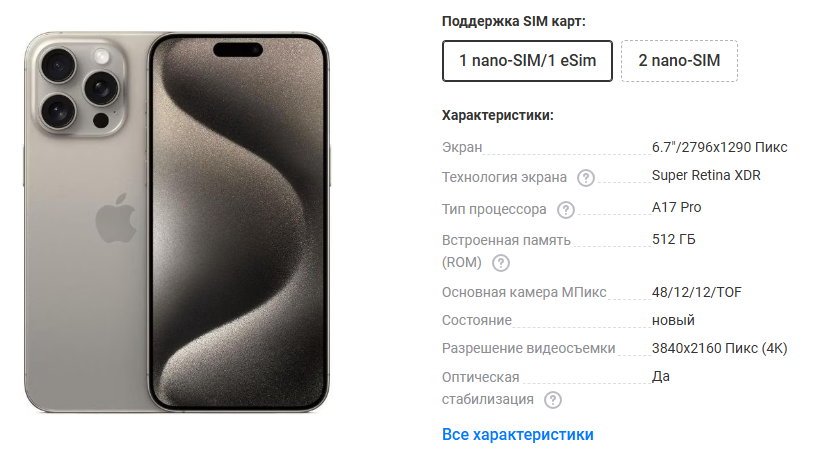 Поддержка SIM карт:
1 nano-SIM/1 eSim
2 nano-SIM
Характеристики:
Экран 6.7"/2796x1290 Пикс
Технология экрана ? Super Retina XDR
Тип процессора ? A17 Pro
Встроенная память 512 ГБ
(ROM) ?
Основная камера МПикс 48/12/12/TOF
Состояние новый
Разрешение видеосъемки 3840x2160 Пикс (4K)
Оптическая Да
стабилизация ?
Все характеристики